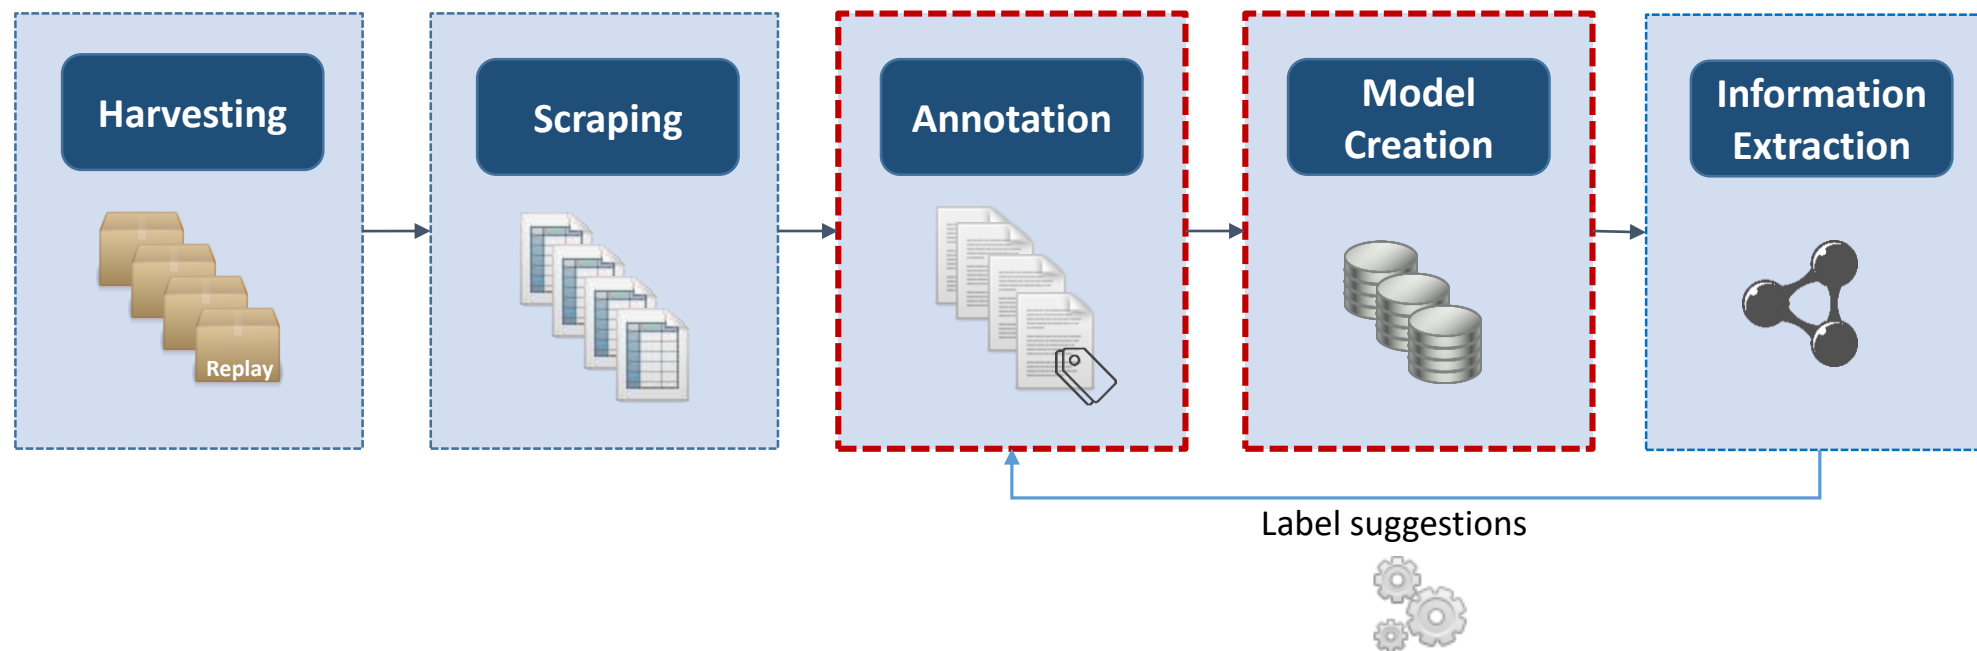 Harvesting
Scraping
Annotation
Model
Creation
Information
Extraction
Replay
Label suggestions